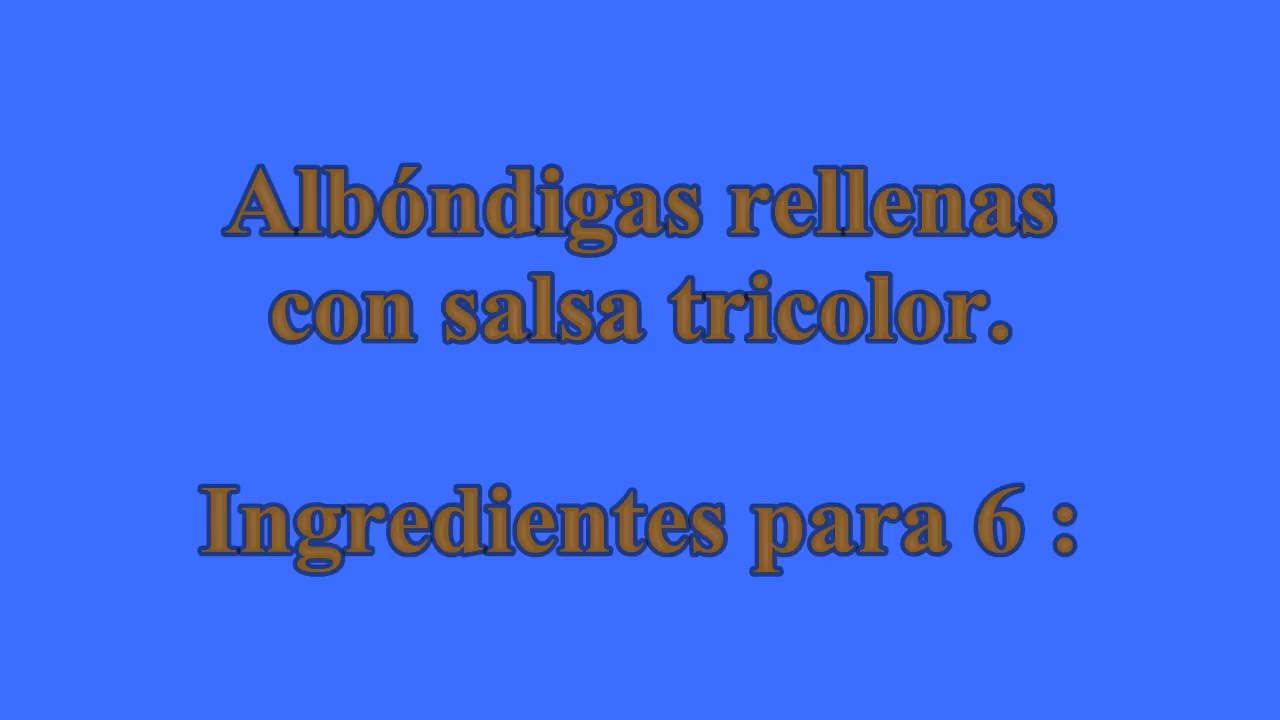 Albóndigas rellenas
con salsa tricolor.
Ingredientes para 6 :